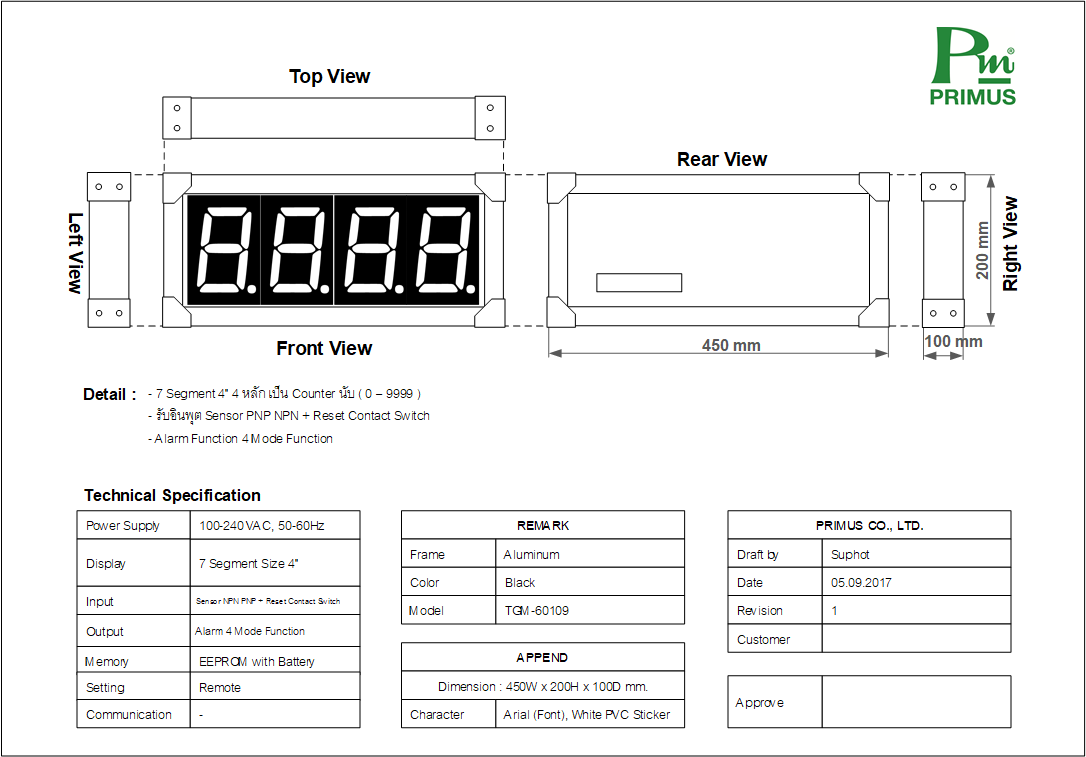 Pm®
PRIMUS
Top View
Rear View
Left View
8.8.8.8.
200 mm
Right View
Front View
450 mm
100 mm
Detail :
- 7 Segment 4" 4 หลัก เป็น Counter นับ ( 0 – 9999 )
- รับอินพุต Sensor PNP NPN + Reset Contact Switch
- Alarm Function 4 Mode Function
Technical Specification
Power Supply 100-240 VAC, 50-60Hz
Display 7 Segment Size 4"
Input Sensor NPN PNP + Reset Contact Switch
Output Alarm 4 Mode Function
Memory EEPROM with Battery
Setting Remote
Communication -
REMARK
Frame Aluminum
Color Black
Model TGM-60109
APPEND
Dimension : 450W x 200H x 100D mm.
Character Arial (Font), White PVC Sticker
PRIMUS CO., LTD.
Draft by Suphot
Date 05.09.2017
Revision 1
Customer
Approve